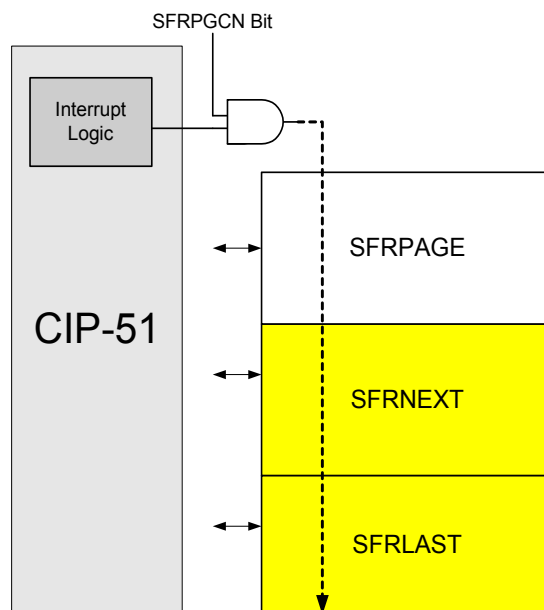 SFRPGCN Bit
Interrupt
Logic
SFRPAGE
CIP-51
SFRNEXT
SFRLAST